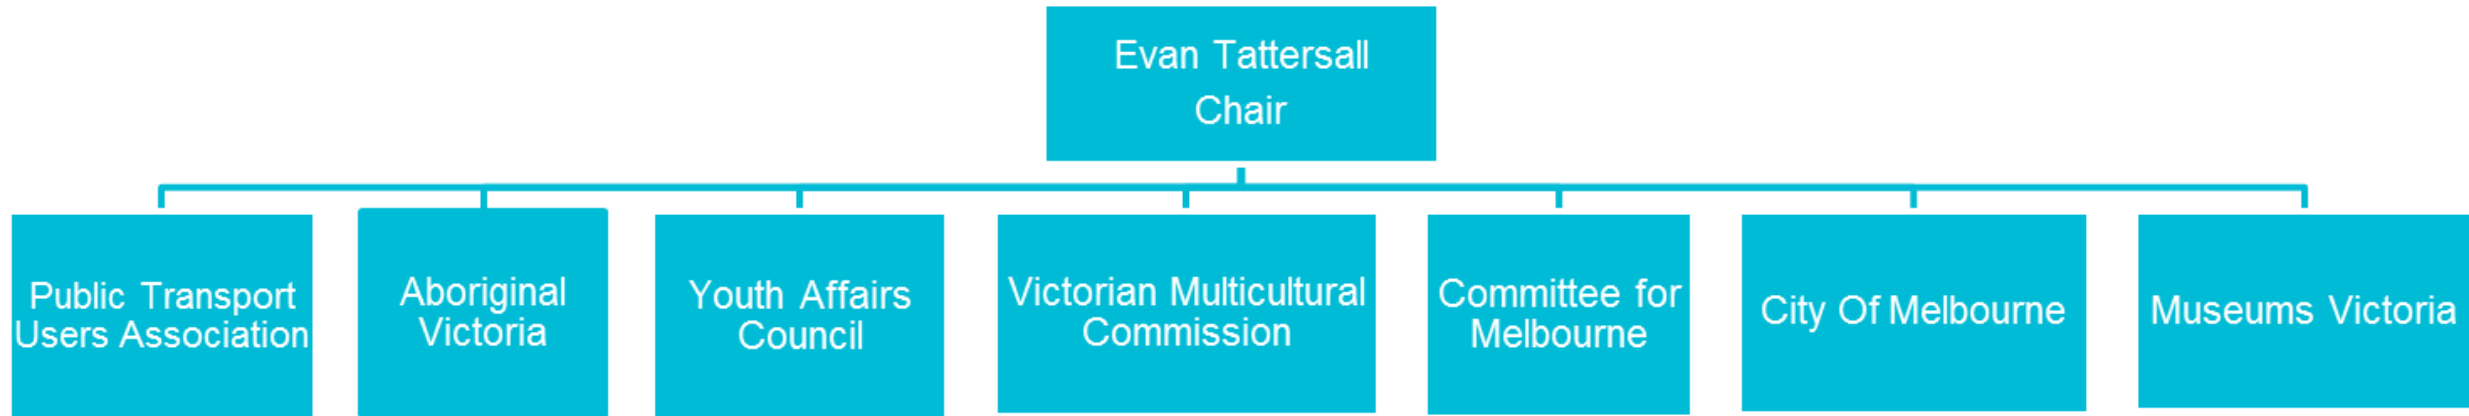 Evan Tattersall
Chair
Public Transport
Users Association
Aboriginal
Victoria
Youth Affairs
Council
Victorian Multicultural
Commission
Committee for
Melbourne
City Of Melbourne
Museums Victoria